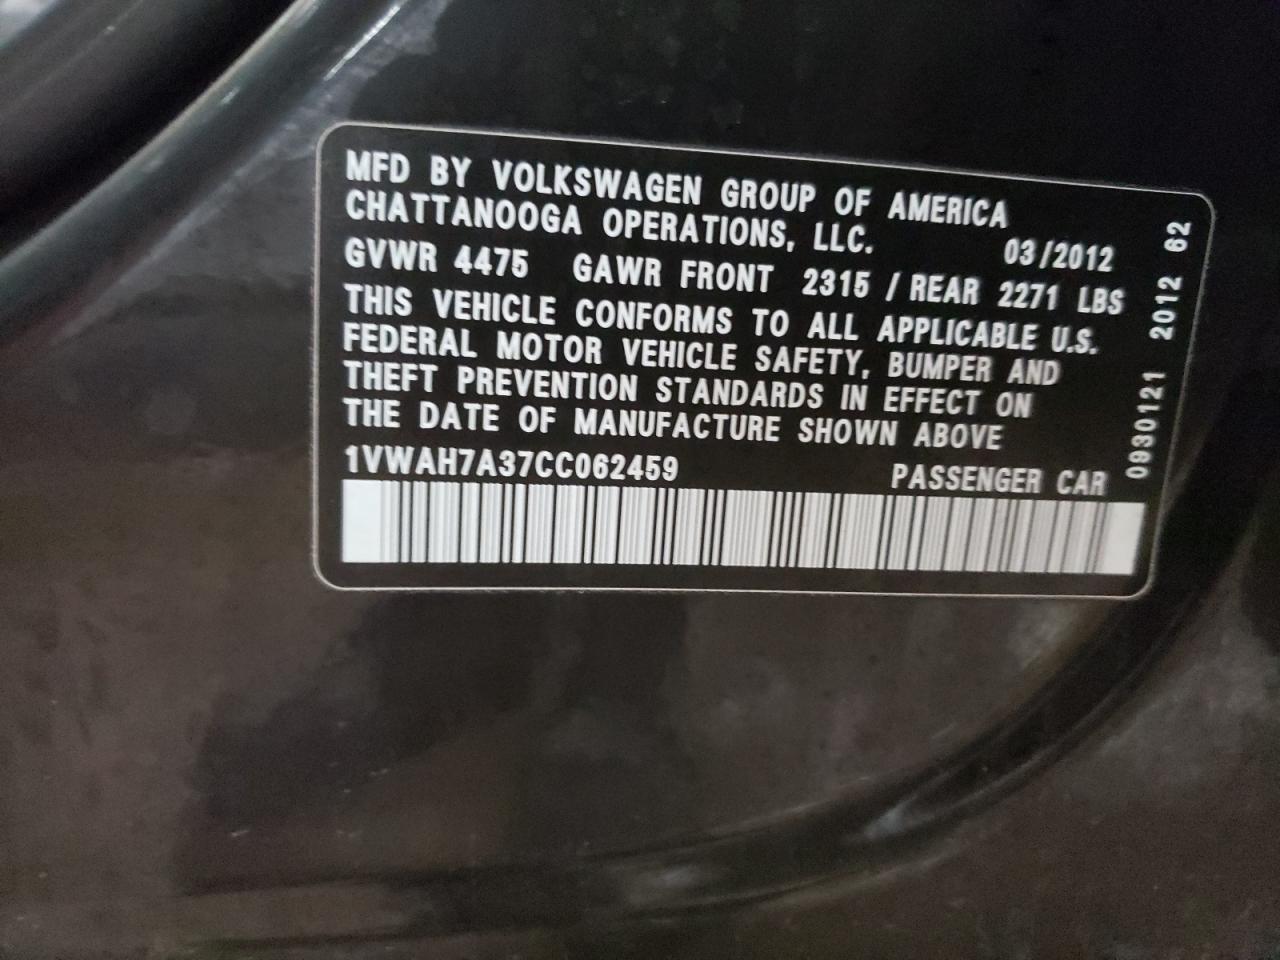 MFD BY VOLKSWAGEN GROUP OF AMERICA
CHATTANOOGA OPERATIONS, LLC. 03/2012
GVWR 4475 GAWR FRONT 2315 / REAR 2271 LBS
THIS VEHICLE CONFORMS TO ALL APPLICABLE U.S.
FEDERAL MOTOR VEHICLE SAFETY, BUMPER AND
THEFT PREVENTION STANDARDS IN EFFECT ON
THE DATE OF MANUFACTURE SHOWN ABOVE
1VWAH7A37CC062459 PASSENGER CAR
0930121 2012 62